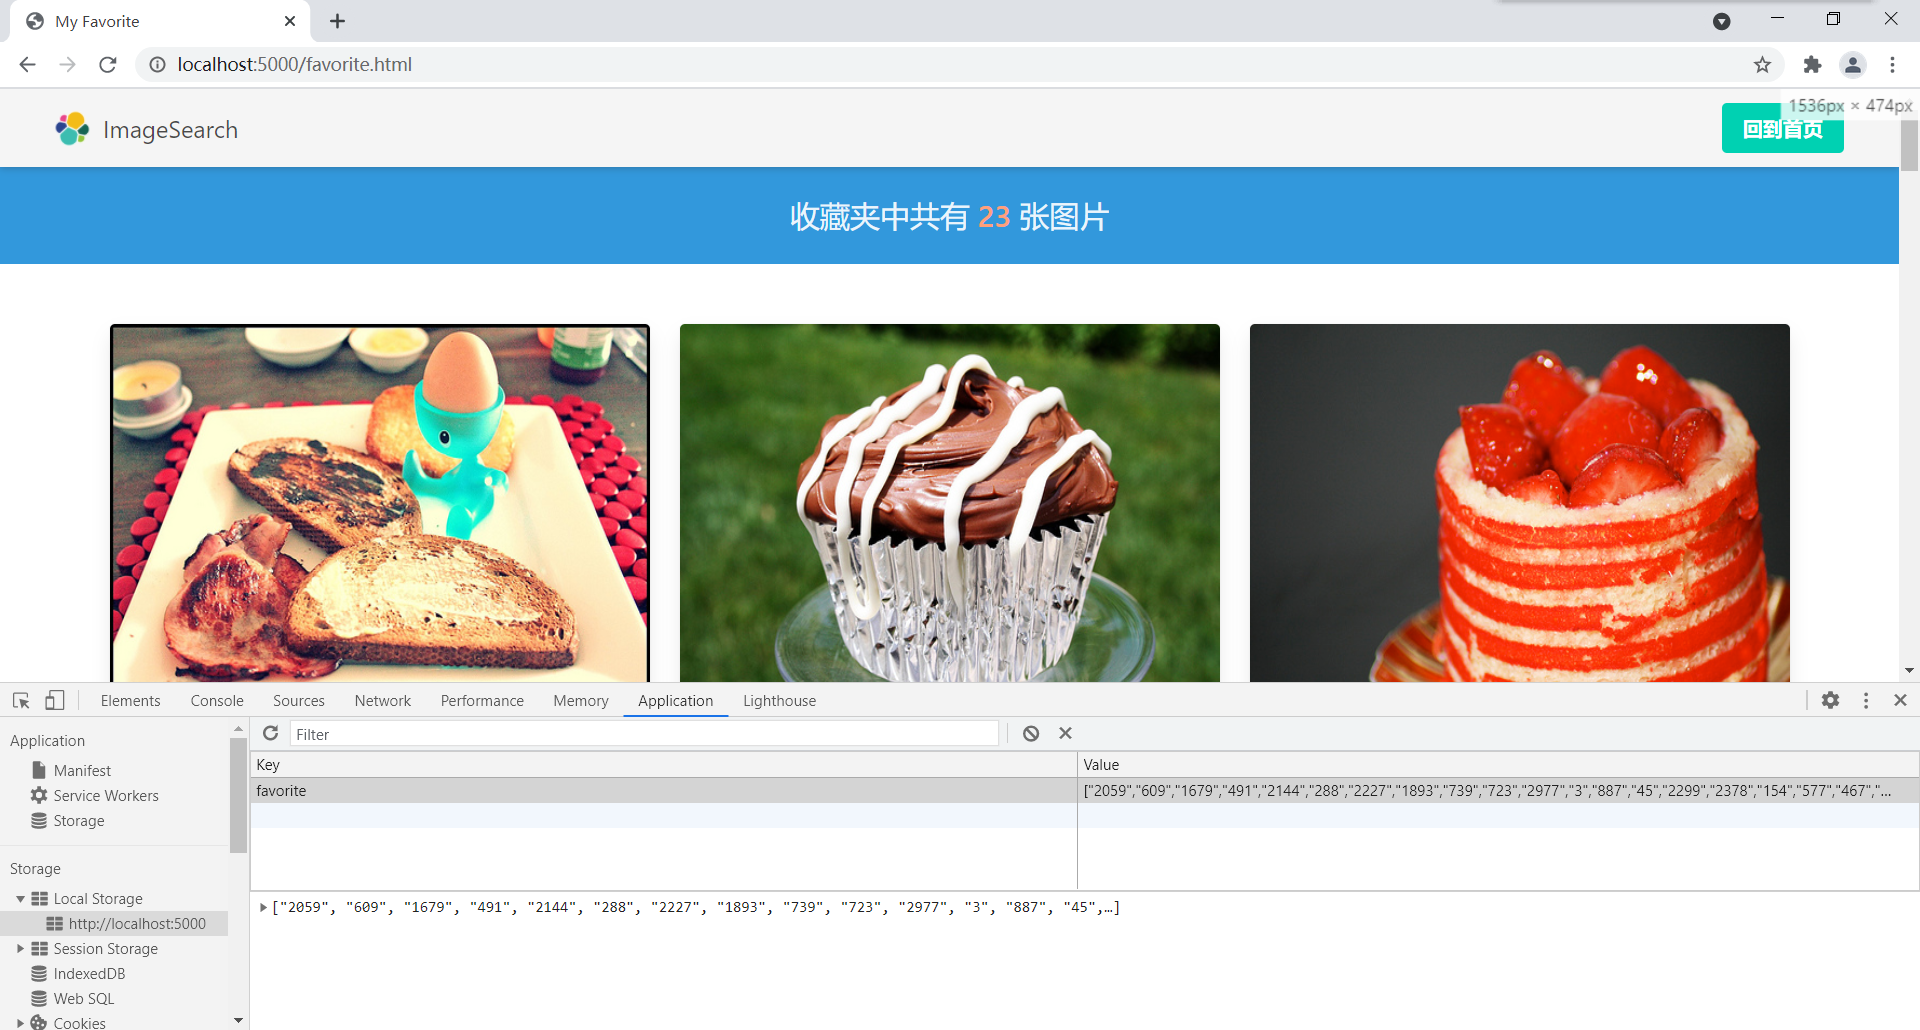 My Favorite
localhost:5000/favorite.html
1536px × 474px
ImageSearch
回到首页
收藏夹中共有 23 张图片
Elements Console Sources Network Performance Memory Application Lighthouse
Application
Manifest
Service Workers
Storage
Storage
Local Storage
http://localhost:5000
Session Storage
IndexedDB
Web SQL
Cookies
Filter
Key Value
favorite ["2059","609","1679","491","2144","288","2227","1893","739","723","2977","3","887","45","2299","2378","154","577","467","...
["2059", "609", "1679", "491", "2144", "288", "2227", "1893", "739", "723", "2977", "3", "887", "45",…]